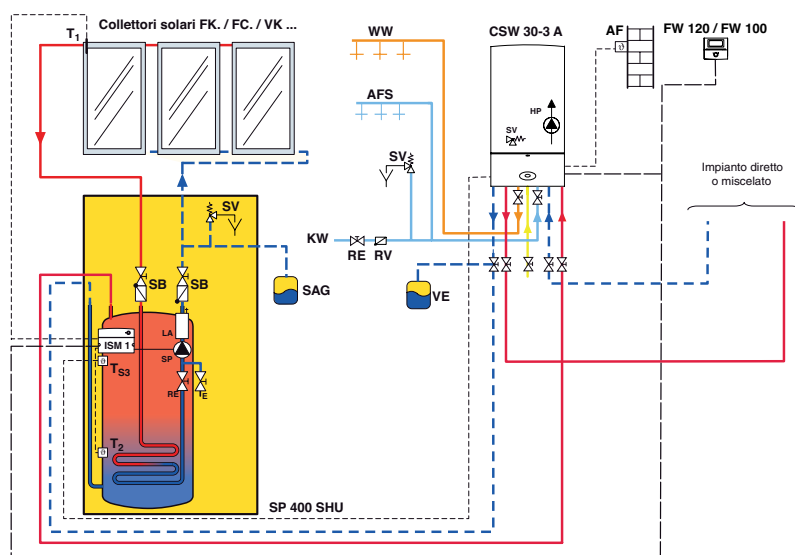 Collettori solari FK. / FC. / VK ...
T1
WW
CSW 30-3 A
AF
FW 120 / FW 100
AFS
HP
SV
SV
Impianto diretto
o miscelato
SV
KW
RE
RV
SB
SB
SAG
VE
LA
ISM 1
SP
TS3
RE
E
T2
SP 400 SHU